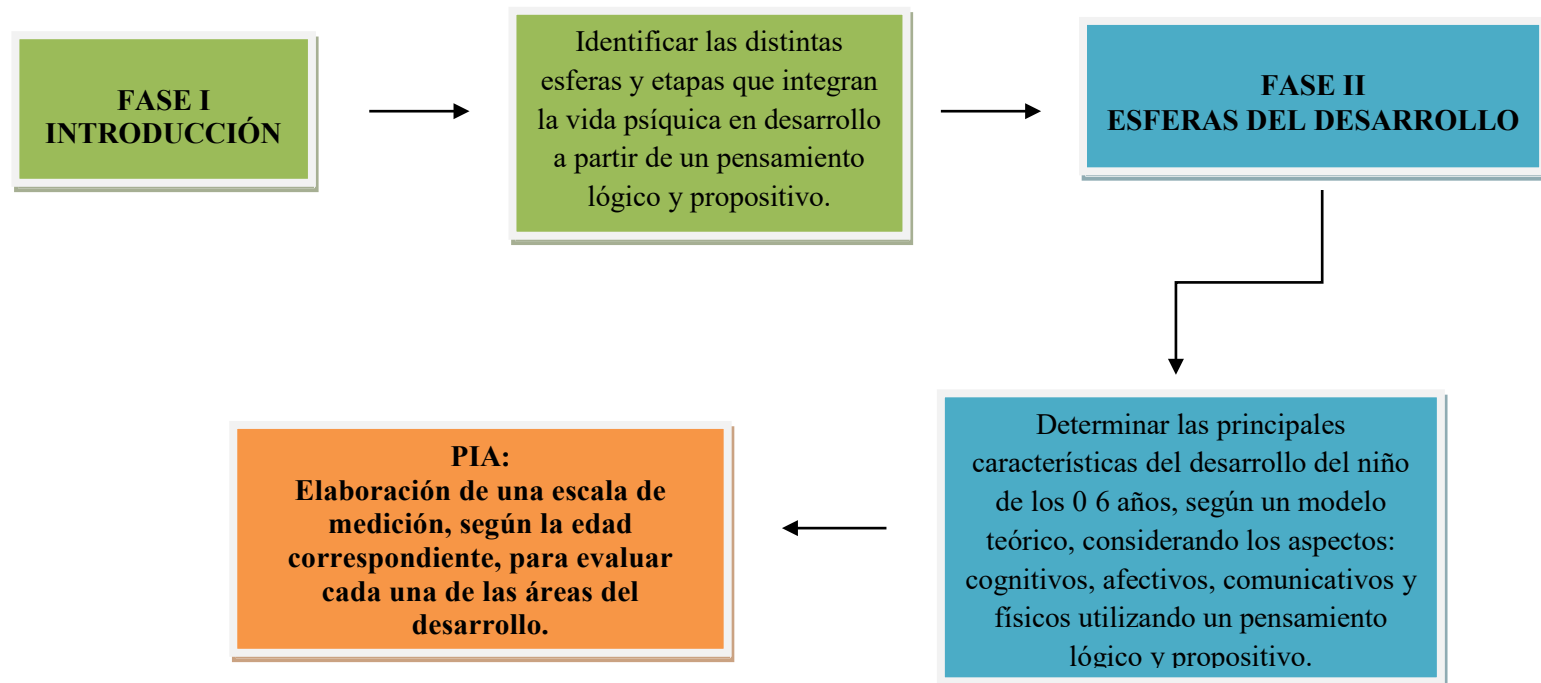 FASE I
INTRODUCCIÓN
Identificar las distintas
esferas y etapas que integran
la vida psíquica en desarrollo
a partir de un pensamiento
lógico y propositivo.
FASE II
ESFERAS DEL DESARROLLO
Determinar las principales
características del desarrollo del niño
de los 0 6 años, según un modelo
teórico, considerando los aspectos:
cognitivos, afectivos, comunicativos y
físicos utilizando un pensamiento
lógico y propositivo.
PIA:
Elaboración de una escala de
medición, según la edad
correspondiente, para evaluar
cada una de las áreas del
desarrollo.